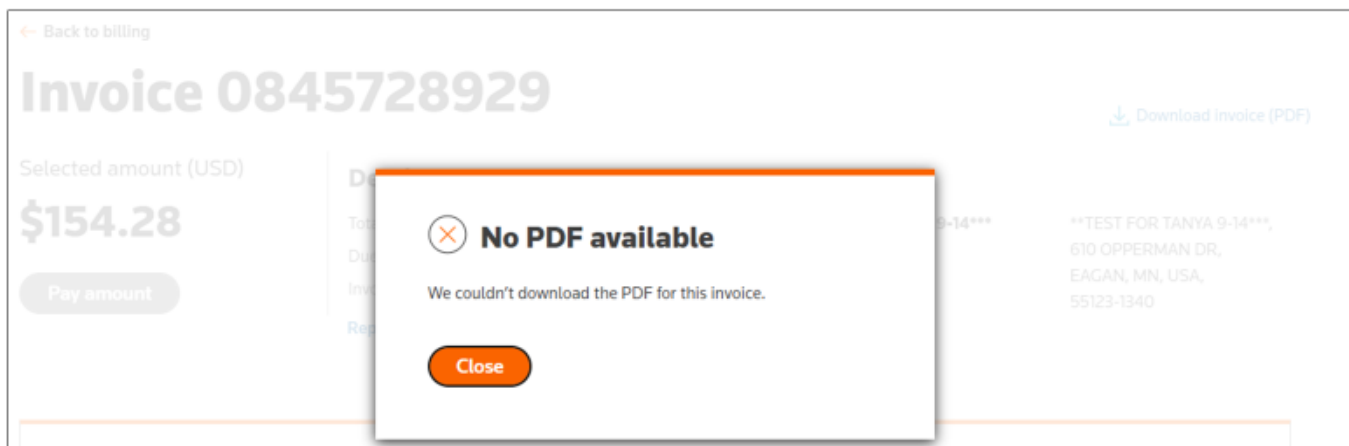 ← Back to billing
Invoice 0845728929
Download invoice (PDF)
Selected amount (USD)
$154.28
Pay amount
No PDF available
We couldn't download the PDF for this invoice.
Close
9-14***
**TEST FOR TANYA 9-14***,
610 OPPERMAN DR,
EAGAN, MN, USA,
55123-1340